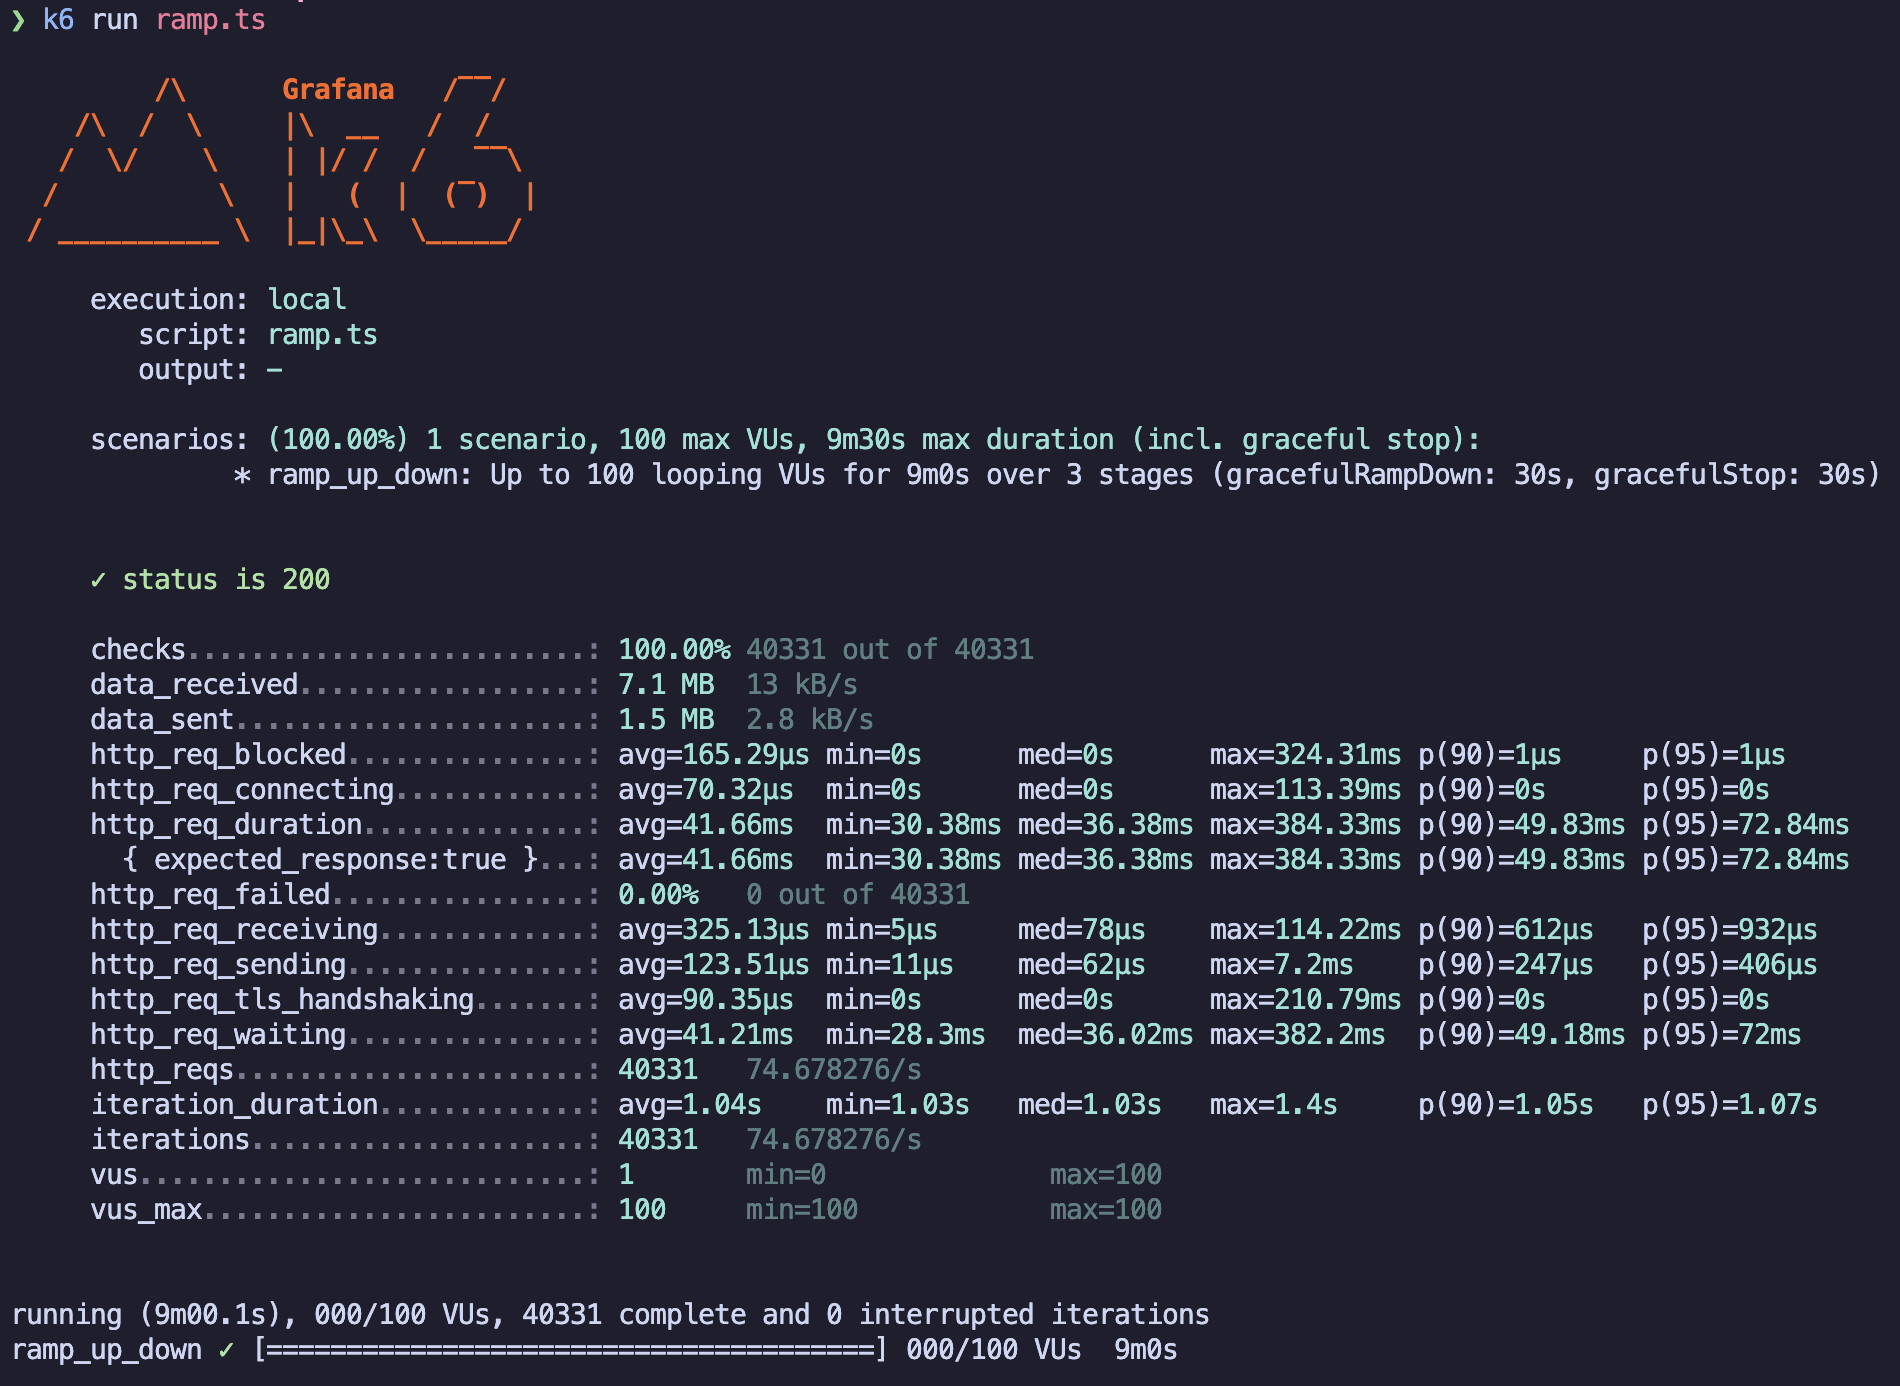 ❯ k6 run ramp.ts
         /\      Grafana   /‾‾/
    /\  /  \     |\  __   /  /
   /  \/    \    | |/ /  /   ‾‾\
  /          \   |   (  |  (‾)  |
 / __________ \  |_|\_\  \_____/
     execution: local
        script: ramp.ts
        output: -
     scenarios: (100.00%) 1 scenario, 100 max VUs, 9m30s max duration (incl. graceful stop):
              * ramp_up_down: Up to 100 looping VUs for 9m0s over 3 stages (gracefulRampDown: 30s, gracefulStop: 30s)
     ✓ status is 200
     checks.........................: 100.00% 40331 out of 40331
     data_received..................: 7.1 MB  13 kB/s
     data_sent......................: 1.5 MB  2.8 kB/s
     http_req_blocked...............: avg=165.29µs min=0s      med=0s      max=324.31ms p(90)=1µs     p(95)=1µs
     http_req_connecting............: avg=70.32µs  min=0s      med=0s      max=113.39ms p(90)=0s      p(95)=0s
     http_req_duration..............: avg=41.66ms  min=30.38ms med=36.38ms max=384.33ms p(90)=49.83ms p(95)=72.84ms
       { expected_response:true }...: avg=41.66ms  min=30.38ms med=36.38ms max=384.33ms p(90)=49.83ms p(95)=72.84ms
     http_req_failed................: 0.00%   0 out of 40331
     http_req_receiving.............: avg=325.13µs min=5µs     med=78µs    max=114.22ms p(90)=612µs   p(95)=932µs
     http_req_sending...............: avg=123.51µs min=11µs    med=62µs    max=7.2ms    p(90)=247µs   p(95)=406µs
     http_req_tls_handshaking.......: avg=90.35µs  min=0s      med=0s      max=210.79ms p(90)=0s      p(95)=0s
     http_req_waiting...............: avg=41.21ms  min=28.3ms  med=36.02ms max=382.2ms  p(90)=49.18ms p(95)=72ms
     http_reqs......................: 40331   74.678276/s
     iteration_duration.............: avg=1.04s    min=1.03s   med=1.03s   max=1.4s     p(90)=1.05s   p(95)=1.07s
     iterations.....................: 40331   74.678276/s
     vus............................: 1       min=0              max=100
     vus_max........................: 100     min=100            max=100
running (9m00.1s), 000/100 VUs, 40331 complete and 0 interrupted iterations
ramp_up_down ✓ [======================================] 000/100 VUs  9m0s